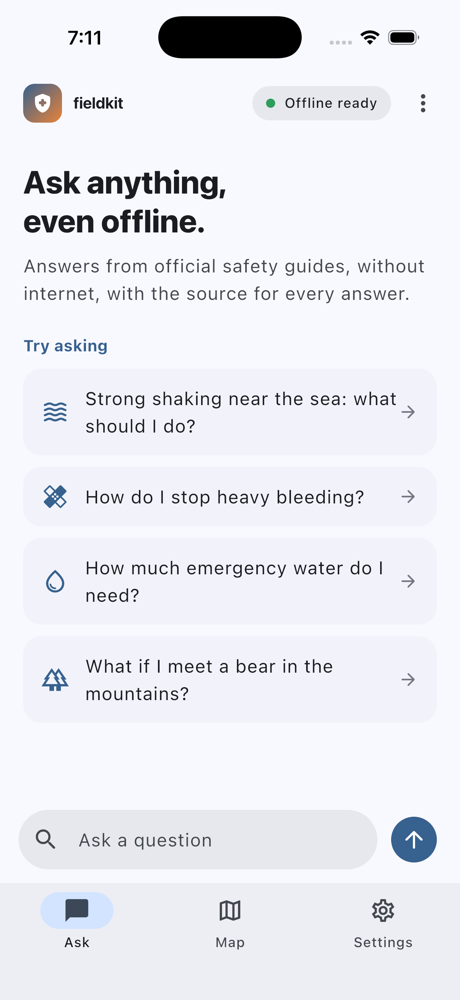 7:11
fieldkit
Offline ready
Ask anything,
even offline.
Answers from official safety guides, without
internet, with the source for every answer.
Try asking
Strong shaking near the sea: what
should I do?
How do I stop heavy bleeding?
How much emergency water do I
need?
What if I meet a bear in the
mountains?
Ask a question
Ask
Map
Settings